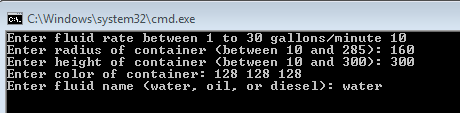 C:\Windows\system32\cmd.exe
Enter fluid rate between 1 to 30 gallons/minute 10
Enter radius of container (between 10 and 285): 160
Enter height of container (between 10 and 300): 300
Enter color of container: 128 128 128
Enter fluid name (water, oil, or diesel): water